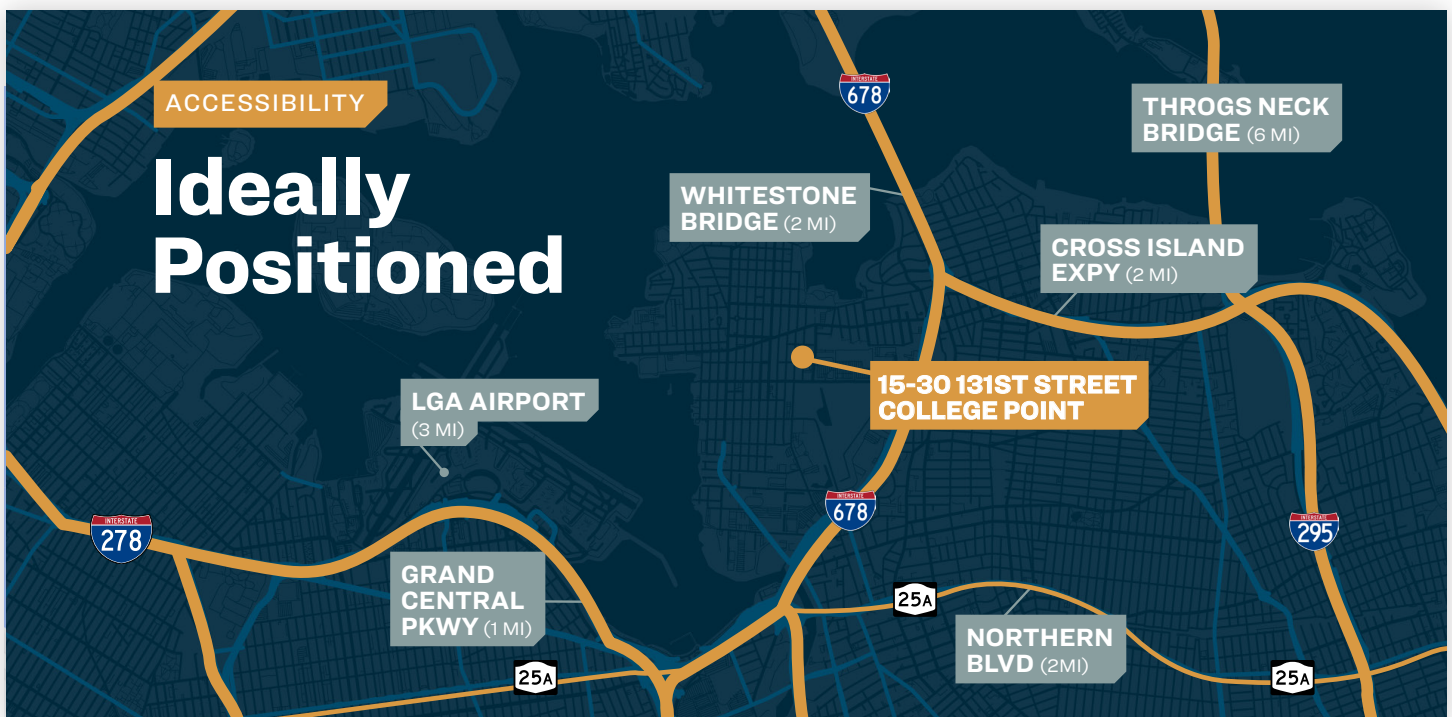 ACCESSIBILITY
Ideally
Positioned
INTERSTATE
678
THROGS NECK
BRIDGE (6 MI)
WHITESTONE
BRIDGE (2 MI)
CROSS ISLAND
EXPY (2 MI)
15-30 131ST STREET
COLLEGE POINT
LGA AIRPORT
(3 MI)
INTERSTATE
678
INTERSTATE
278
INTERSTATE
295
GRAND
CENTRAL
PKWY (1 MI)
25A
NORTHERN
BLVD (2MI)
25A
25A